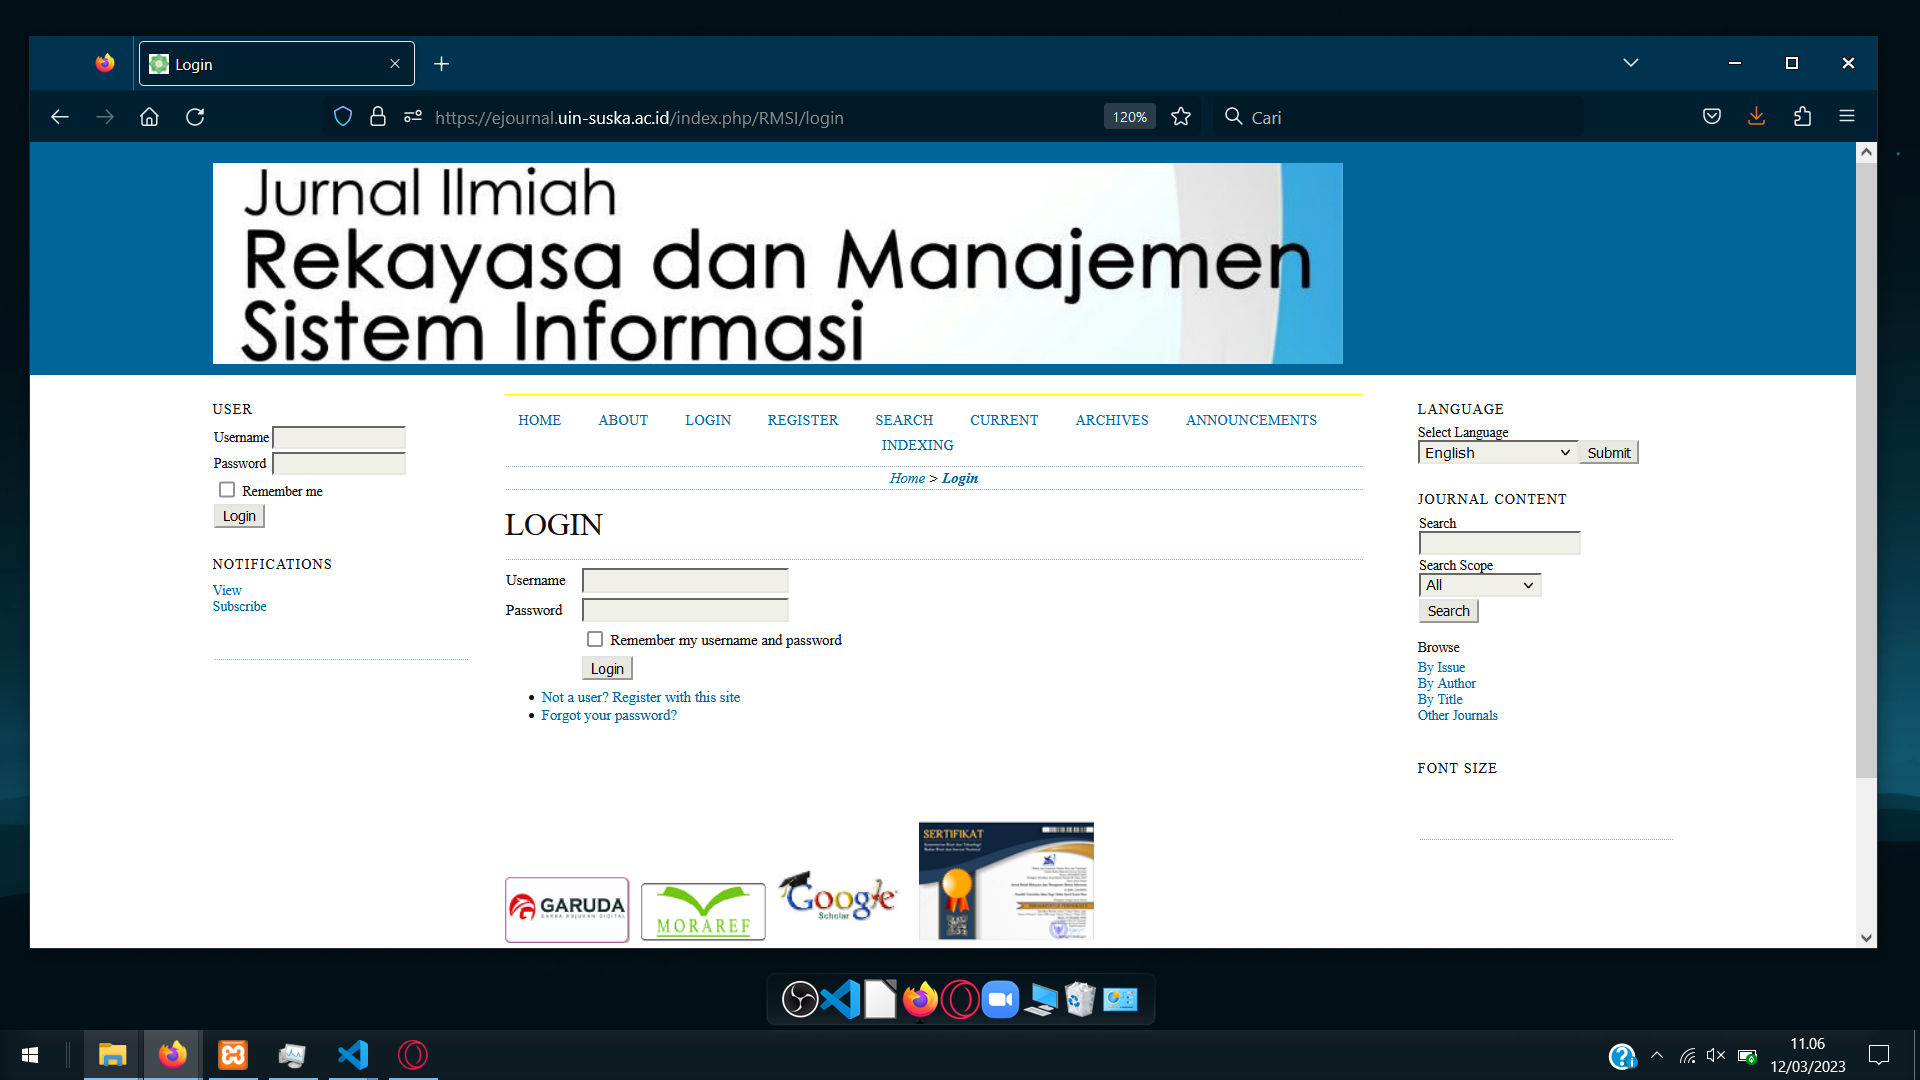 Login
https://ejournal.uin-suska.ac.id/index.php/RMSI/login
120%
Cari
Jurnal Ilmiah
Rekayasa dan Manajemen
Sistem Informasi
USER
Username
Password
Remember me
Login
NOTIFICATIONS
View
Subscribe
HOME ABOUT LOGIN REGISTER SEARCH CURRENT ARCHIVES ANNOUNCEMENTS
INDEXING
Home > Login
LOGIN
Username
Password
Remember my username and password
Login
Not a user? Register with this site
Forgot your password?
LANGUAGE
Select Language
English Submit
JOURNAL CONTENT
Search
Search Scope
All
Search
Browse
By Issue
By Author
By Title
Other Journals
FONT SIZE
GARUDA
GARBA RUJUKAN DIGITAL
MORAREF
Google
Scholar
SERTIFIKAT
11.06
12/03/2023